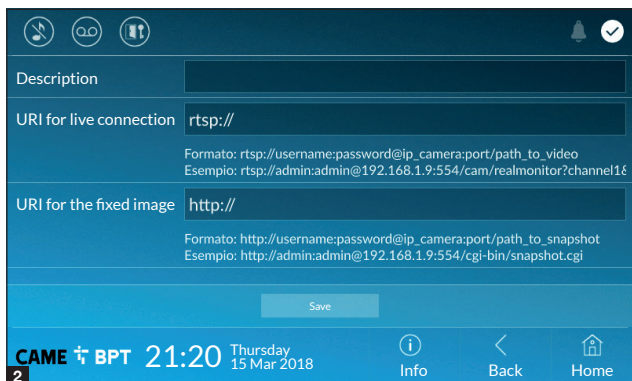 Description
URI for live connection rtsp://
Formato: rtsp://username:password@ip_camera:port/path_to_video
Esempio: rtsp://admin:admin@192.168.1.9:554/cam/realmonitor?channel1&
URI for the fixed image http://
Formato: http://username:password@ip_camera:port/path_to_snapshot
Esempio: http://admin:admin@192.168.1.9:554/cgi-bin/snapshot.cgi
Save
CAME BPT 21:20 Thursday
15 Mar 2018
Info Back Home
2